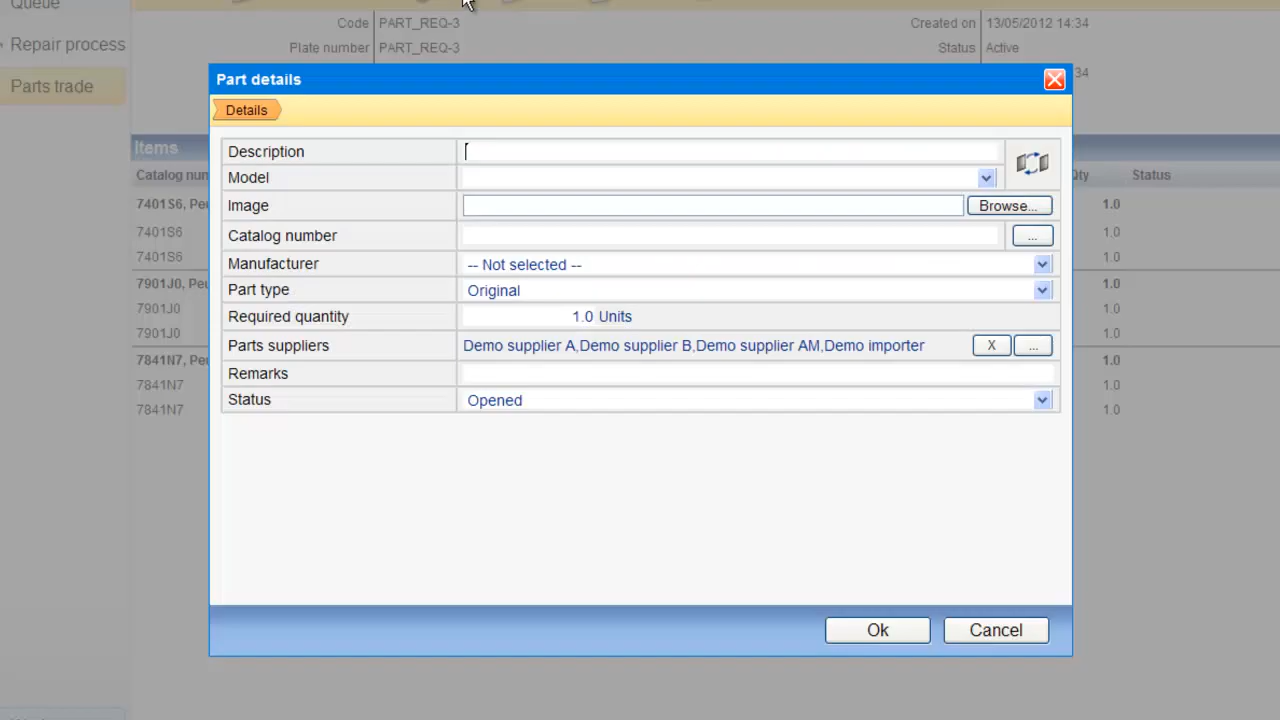 Queue
Code PART_REQ-3 Created on 13/05/2012 14:34
Repair process
Plate number PART_REQ-3 Status Active
34
Part details
Parts trade
Details
Items
Description
Catalog num Qty Status
Model
7401S6, Peu 1.0
Image Browse...
7401S6 1.0
Catalog number ...
7401S6 1.0
Manufacturer -- Not selected --
7901J0, Peu 1.0
Part type Original
7901J0 1.0
Required quantity 1.0 Units
7901J0 1.0
Parts suppliers Demo supplier A,Demo supplier B,Demo supplier AM,Demo importer X ...
7841N7, Peu 1.0
Remarks
7841N7 1.0
Status Opened
7841N7 1.0
Ok Cancel